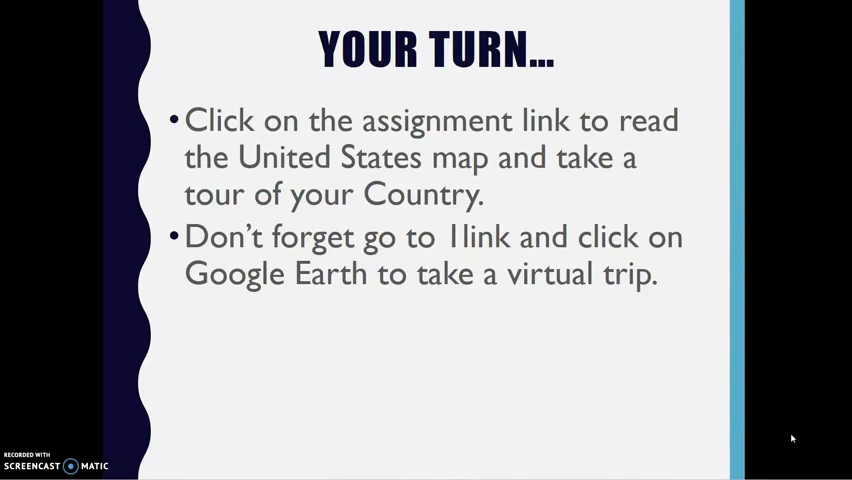 YOUR TURN...
•Click on the assignment link to read
the United States map and take a
tour of your Country.
•Don't forget go to 1link and click on
Google Earth to take a virtual trip.
RECORDED WITH
SCREENCAST MATIC